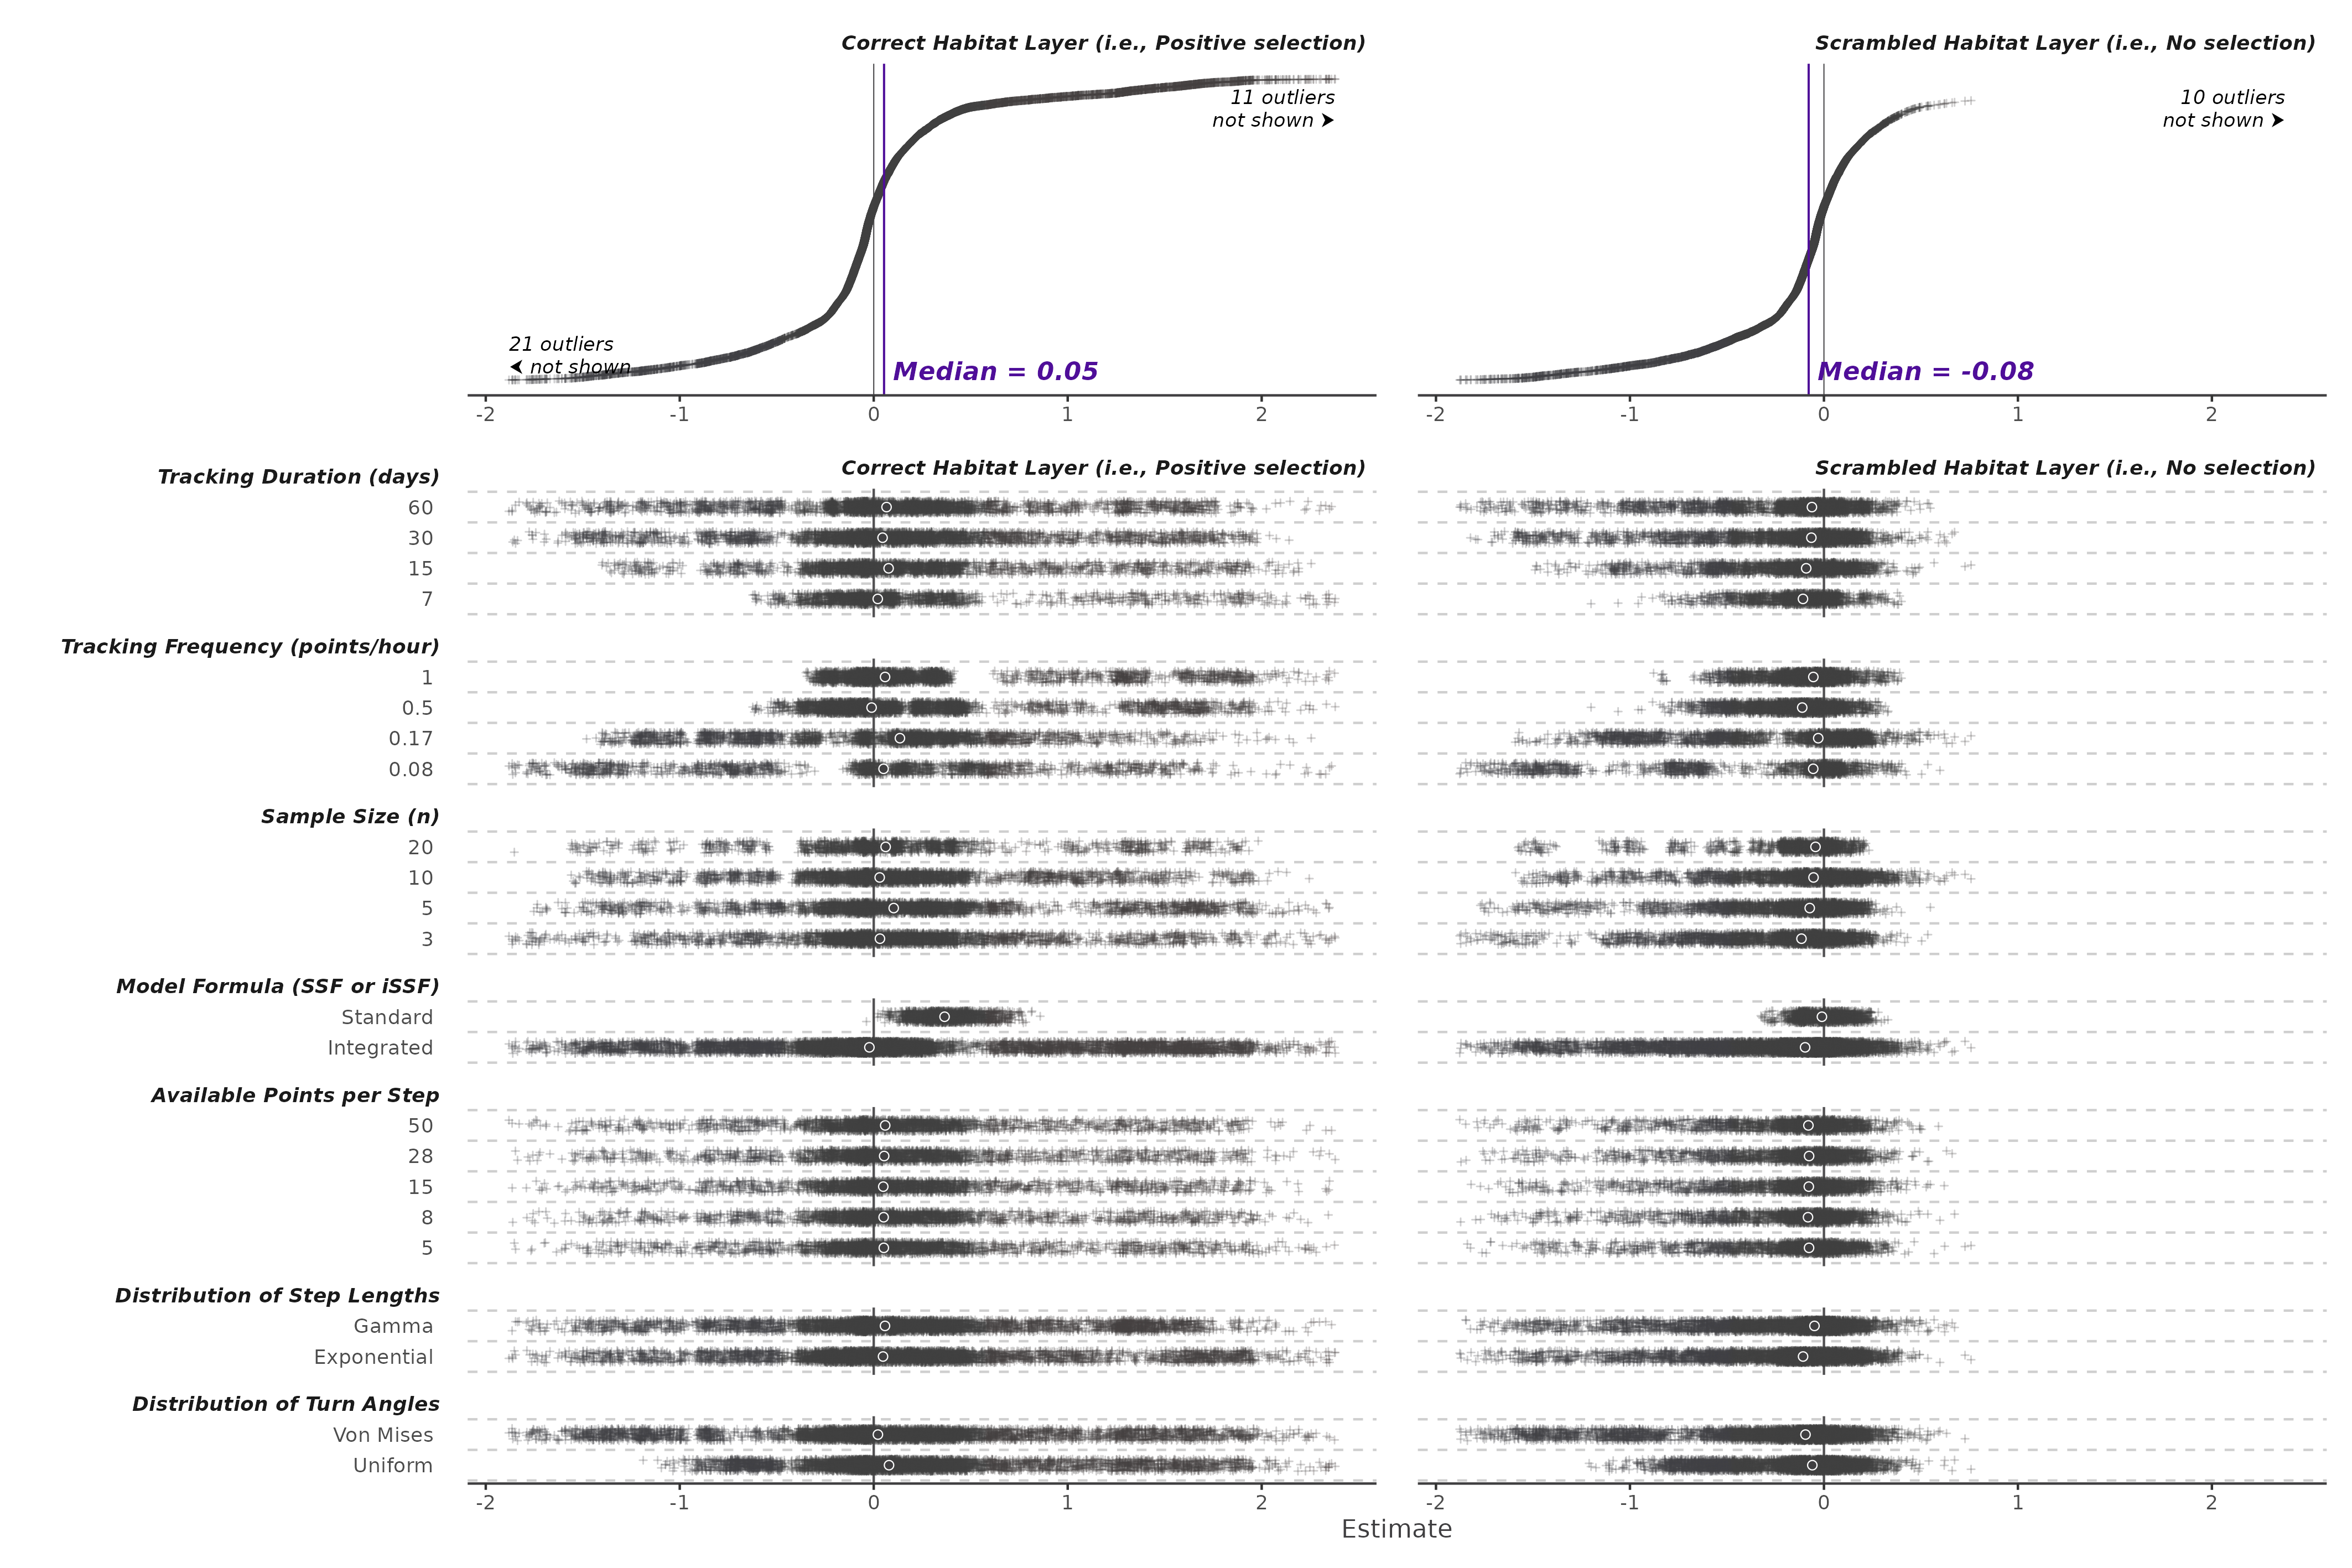 Correct Habitat Layer (i.e., Positive selection)
Scrambled Habitat Layer (i.e., No selection)
11 outliers
not shown ➤
10 outliers
not shown ➤
21 outliers
⮜ not shown
Median = 0.05
Median = -0.08
-2 -1 0 1 2
-2 -1 0 1 2
Correct Habitat Layer (i.e., Positive selection)
Scrambled Habitat Layer (i.e., No selection)
Tracking Duration (days)
60
30
15
7
Tracking Frequency (points/hour)
1
0.5
0.17
0.08
Sample Size (n)
20
10
5
3
Model Formula (SSF or iSSF)
Standard
Integrated
Available Points per Step
50
28
15
8
5
Distribution of Step Lengths
Gamma
Exponential
Distribution of Turn Angles
Von Mises
Uniform
-2 -1 0 1 2
-2 -1 0 1 2
Estimate